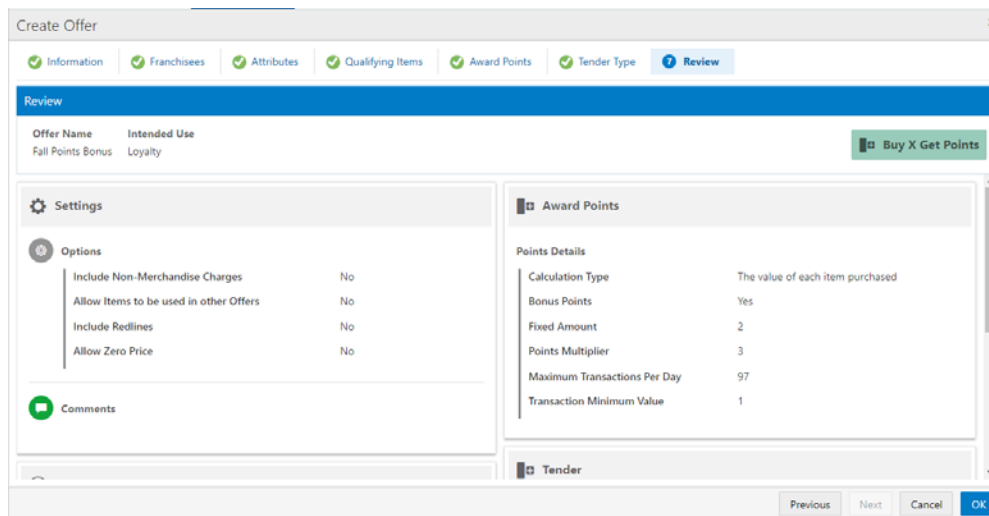 Create Offer
Information Franchisees Attributes Qualifying Items Award Points Tender Type 7 Review
Review
Offer Name Intended Use
Fall Points Bonus Loyalty
Buy X Get Points
Settings
Options
Include Non-Merchandise Charges No
Allow Items to be used in other Offers No
Include Redlines No
Allow Zero Price No
Comments
Award Points
Points Details
Calculation Type The value of each item purchased
Bonus Points Yes
Fixed Amount 2
Points Multiplier 3
Maximum Transactions Per Day 97
Transaction Minimum Value 1
Tender
Previous Next Cancel OK